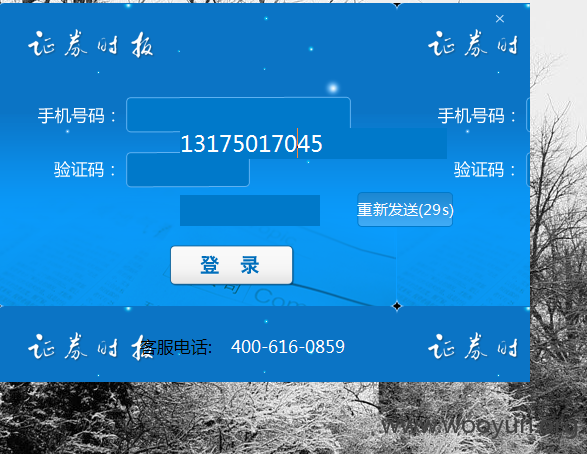 证券时报 证券时
手机号码： 手机号码：
13175017045
验证码： 验证码：
重新发送(29s)
登 录
Com
证券时报 客服电话: 400-616-0859 证券时
www.wooyun.org